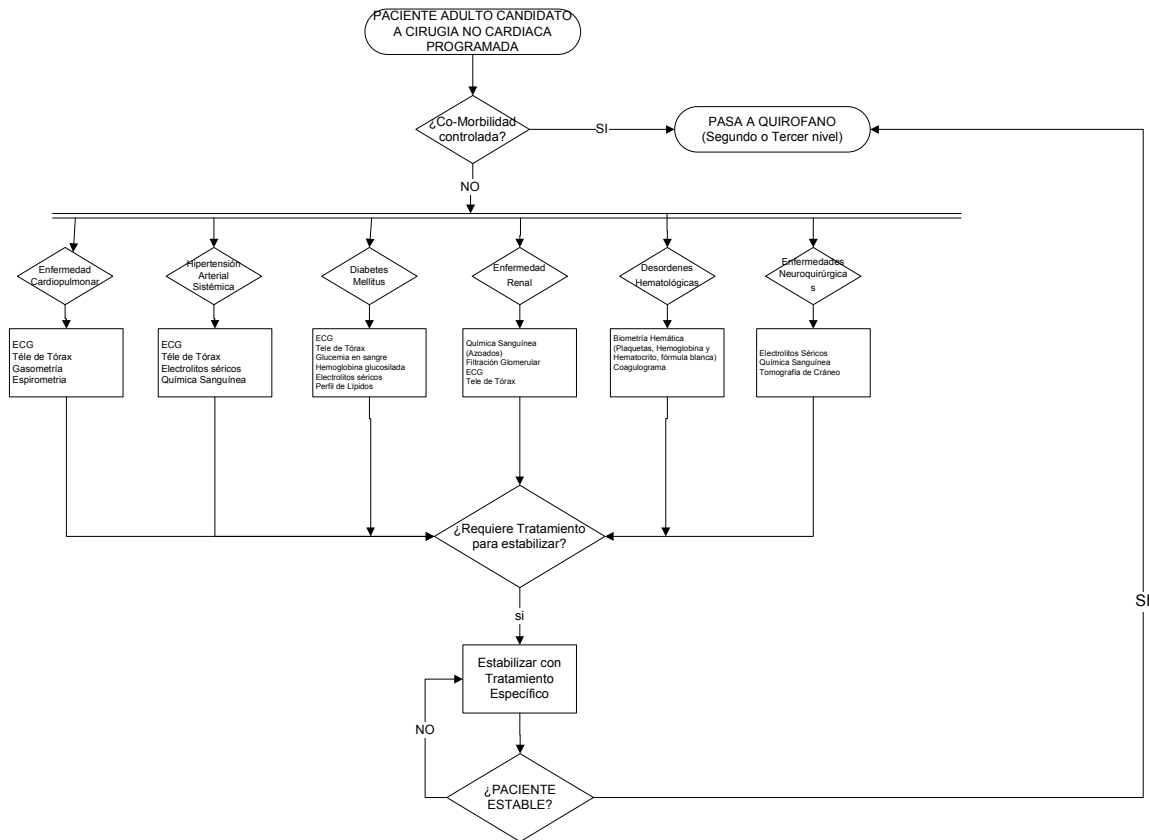 PACIENTE ADULTO CANDIDATO
A CIRUGIA NO CARDIACA
PROGRAMADA
¿Co-Morbilidad
controlada?
SI
PASA A QUIROFANO
(Segundo o Tercer nivel)
NO
Enfermedad
Cardiopulmonar
Hipertensión
Arterial
Sistémica
Diabetes
Mellitus
Enfermedad
Renal
Desordenes
Hematológicas
Enfermedades
Neuroquirúrgica
s
ECG
Téle de Tórax
Gasometría
Espirometria
ECG
Téle de Tórax
Electrolitos séricos
Química Sanguínea
ECG
Tele de Tórax
Glucemia en sangre
Hemoglobina glucosilada
Electrolitos séricos
Perfil de Lípidos
Química Sanguínea
(Azoados)
Filtración Glomerular
ECG
Tele de Tórax
Biometría Hemática
(Plaquetas, Hemoglobina y
Hematocrito, fórmula blanca)
Coagulograma
Electrolitos Séricos
Química Sanguínea
Tomografía de Cráneo
¿Requiere Tratamiento
para estabilizar?
si
SI
Estabilizar con
Tratamiento
Específico
NO
¿PACIENTE
ESTABLE?